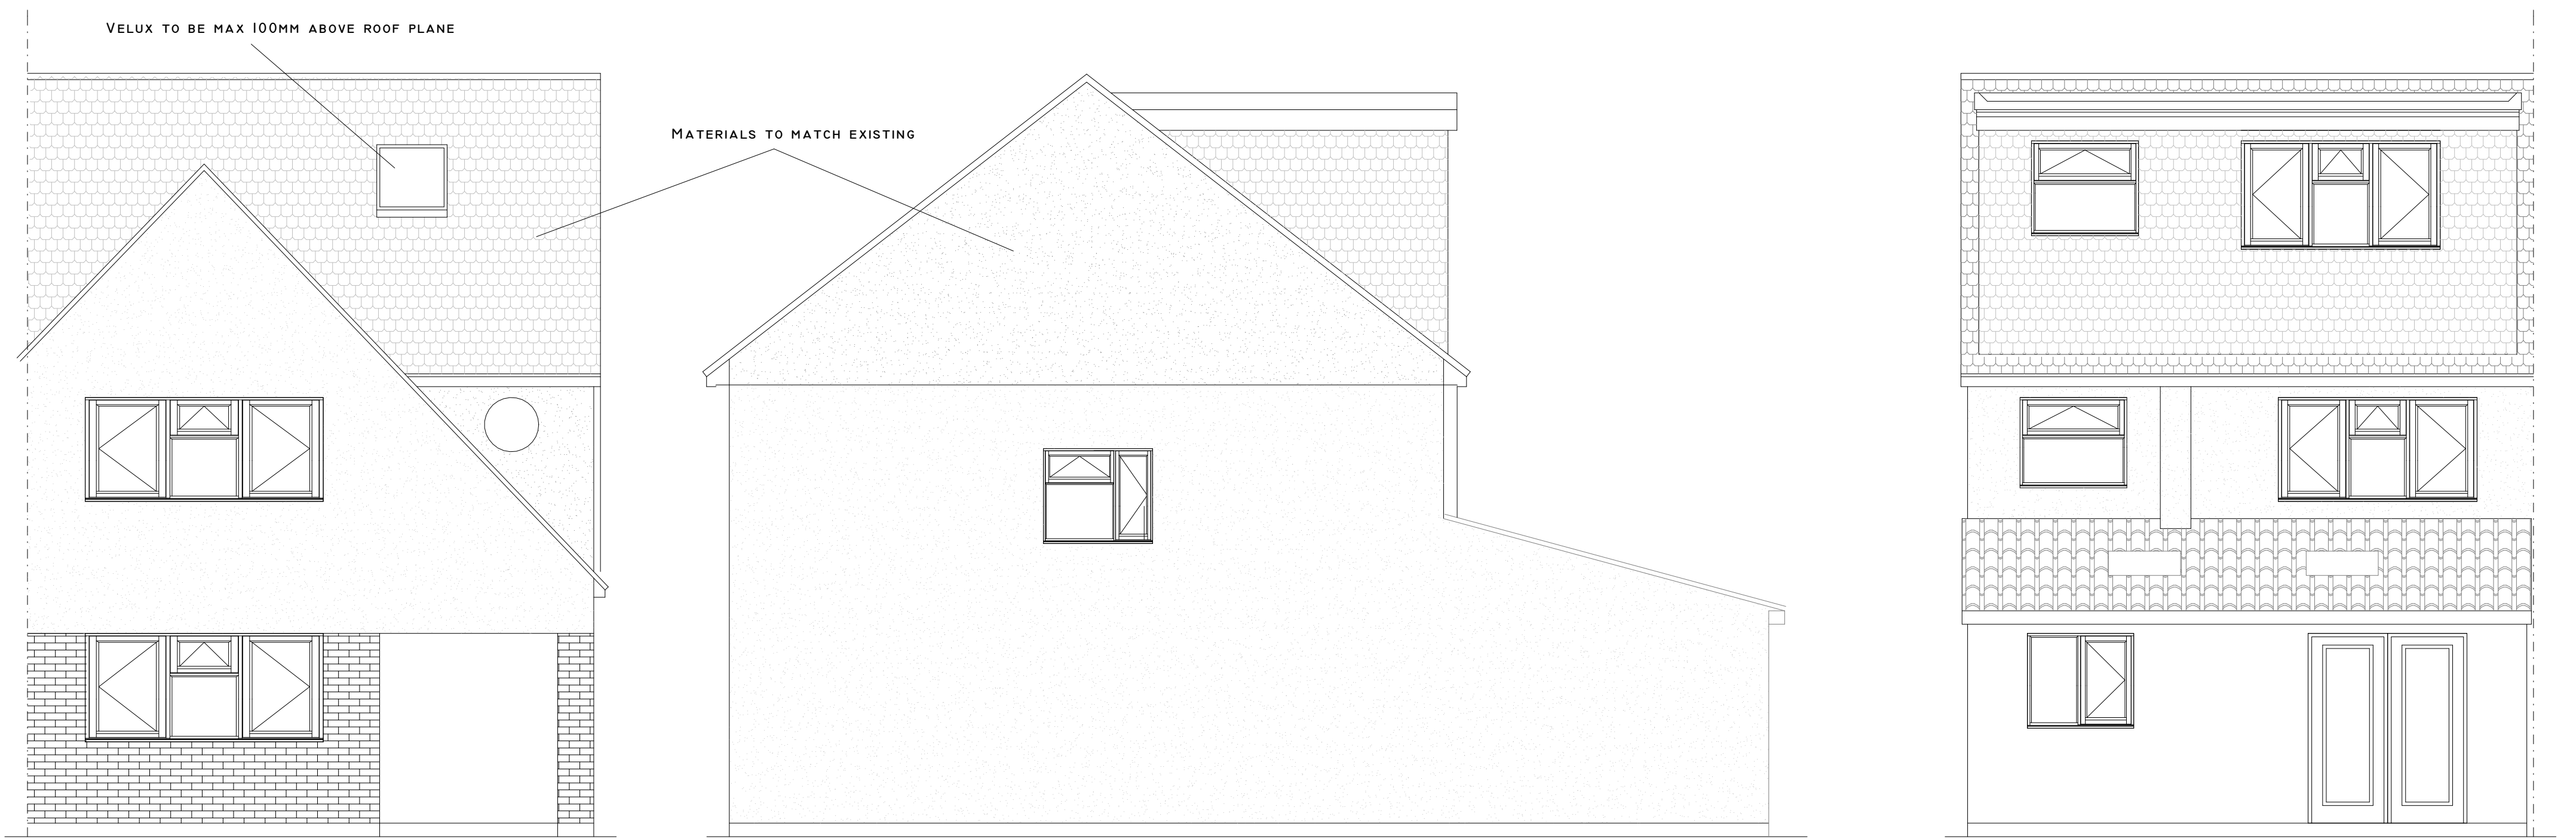 Velux to be max 100mm above roof plane
Materials to match existing